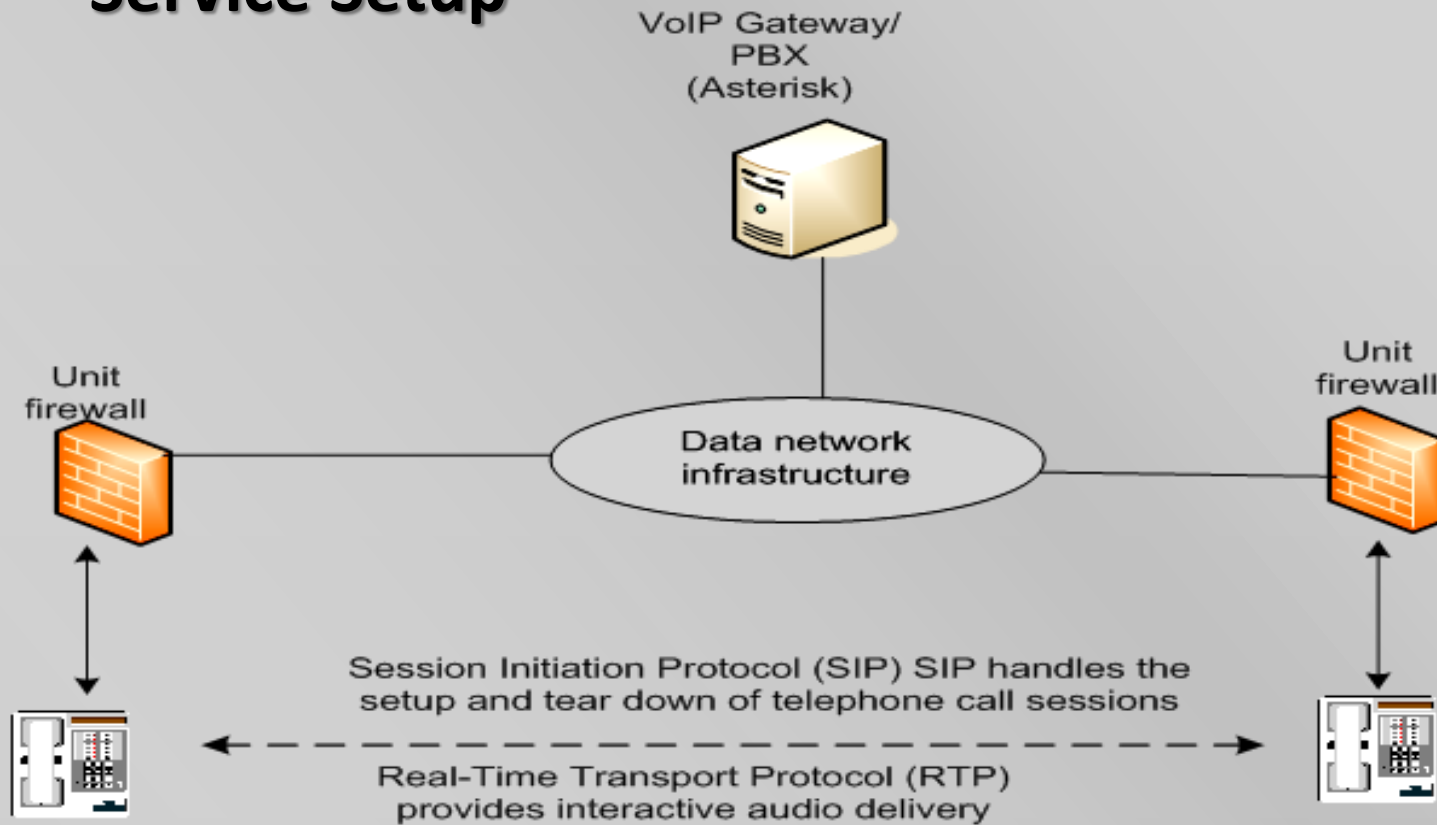 Service Setup
VoIP Gateway/
PBX
(Asterisk)
Unit
firewall
Unit
firewall
Data network
infrastructure
Session Initiation Protocol (SIP) SIP handles the
setup and tear down of telephone call sessions
Real-Time Transport Protocol (RTP)
provides interactive audio delivery